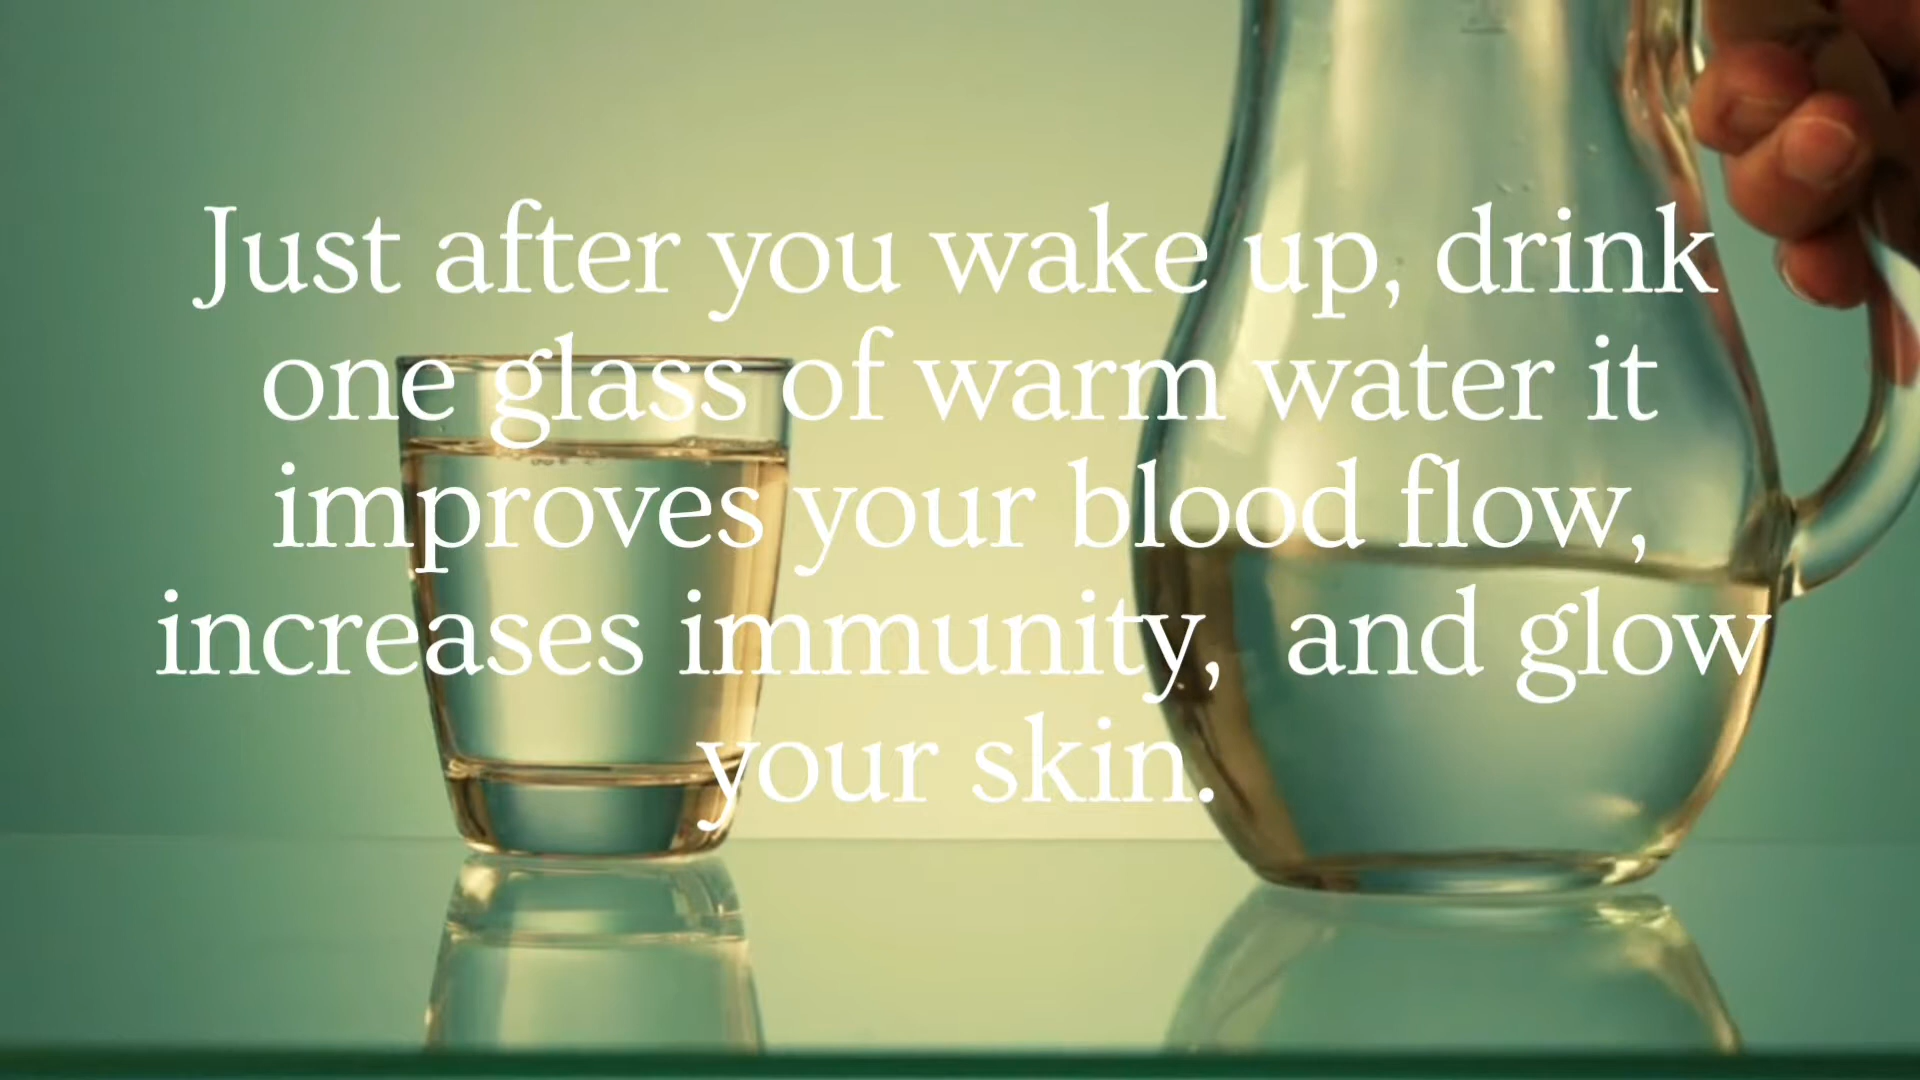 Just after you wake up, drink
one glass of warm water it
improves your blood flow,
increases immunity,  and glow
your skin.